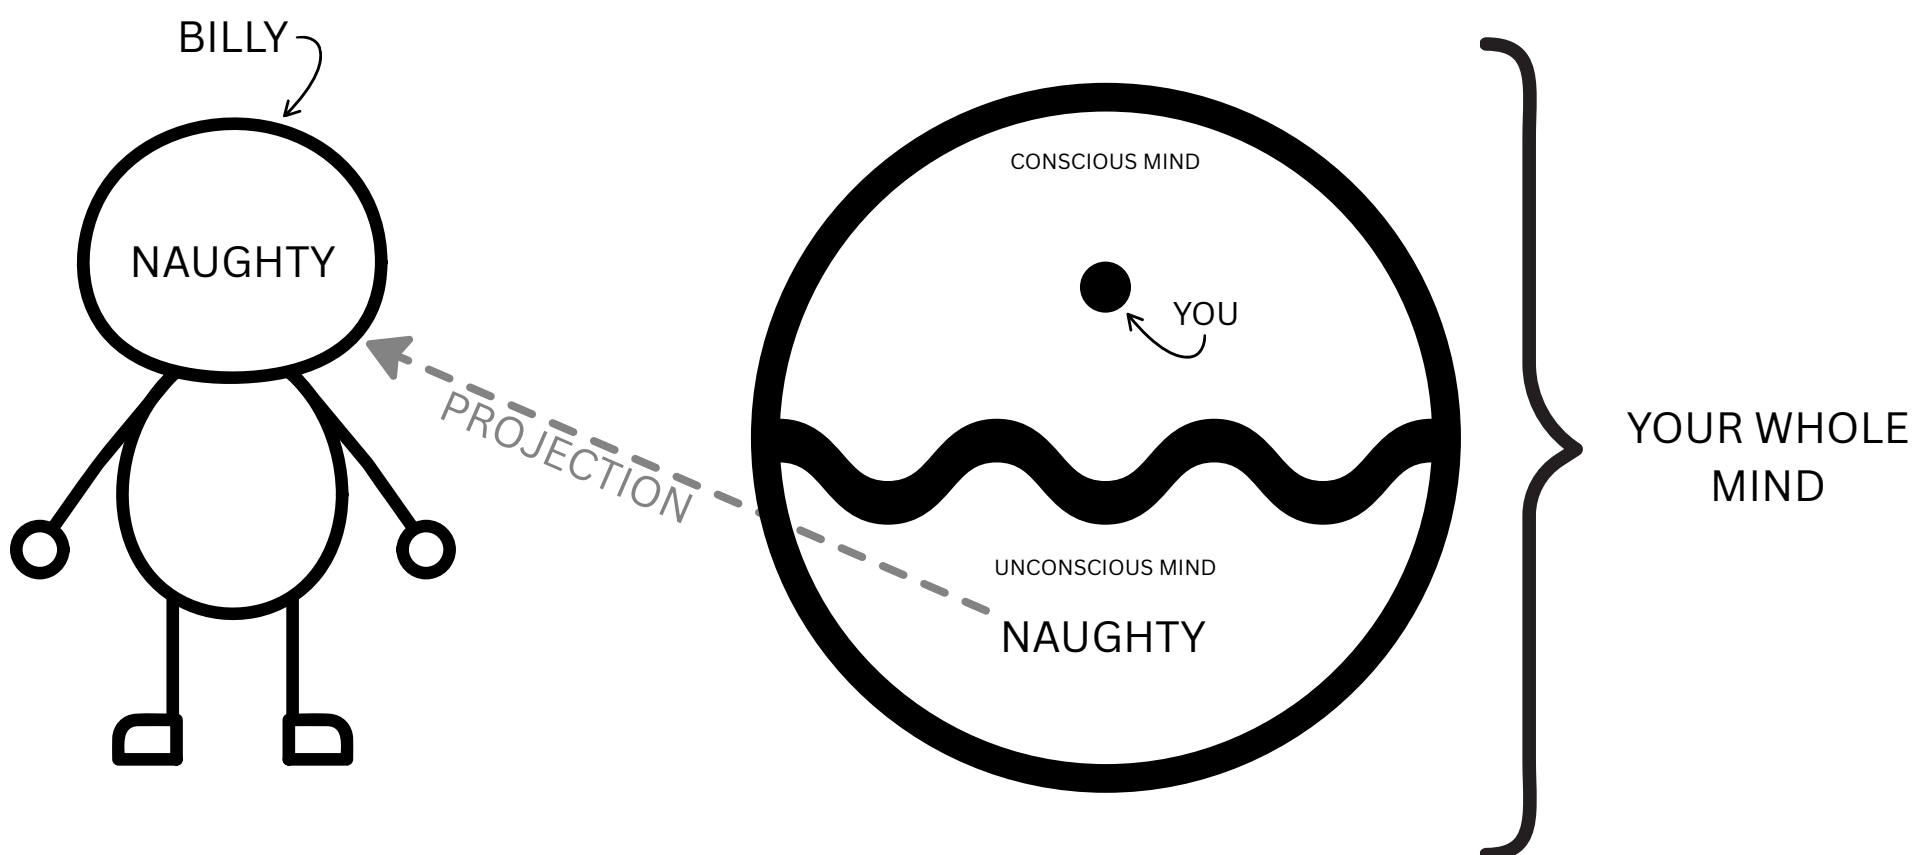 BILLY
NAUGHTY
PROJECTION
CONSCIOUS MIND
YOU
UNCONSCIOUS MIND
NAUGHTY
YOUR WHOLE
MIND